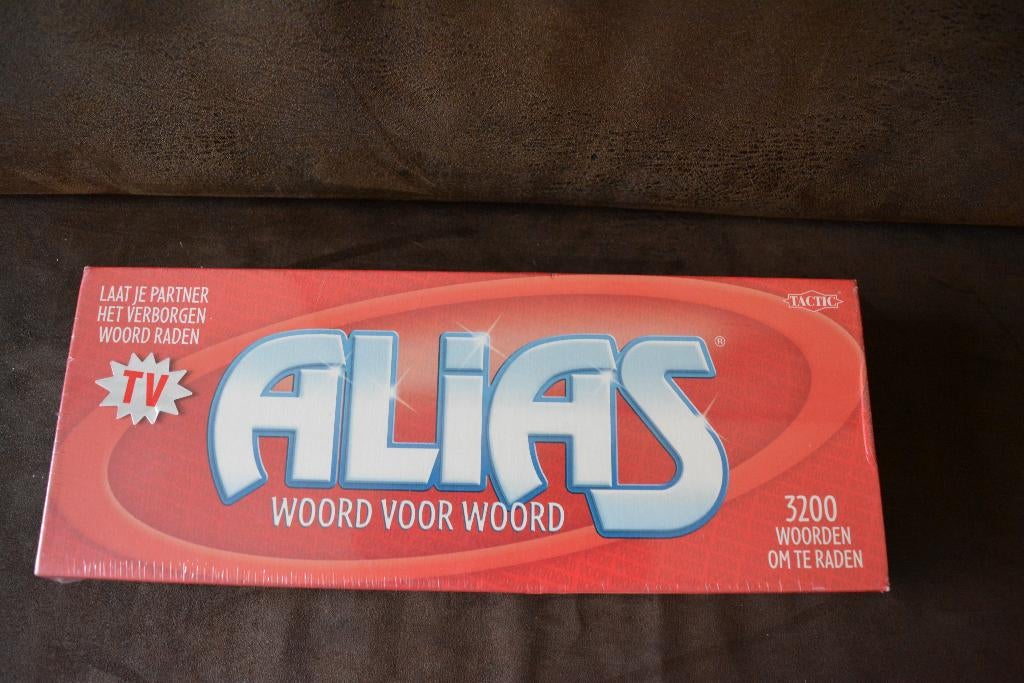 LAAT JE PARTNER
HET VERBORGEN
WOORD RADEN
TV
TACTIC
ALiAS®
WOORD VOOR WOORD
3200
WOORDEN
OM TE RADEN